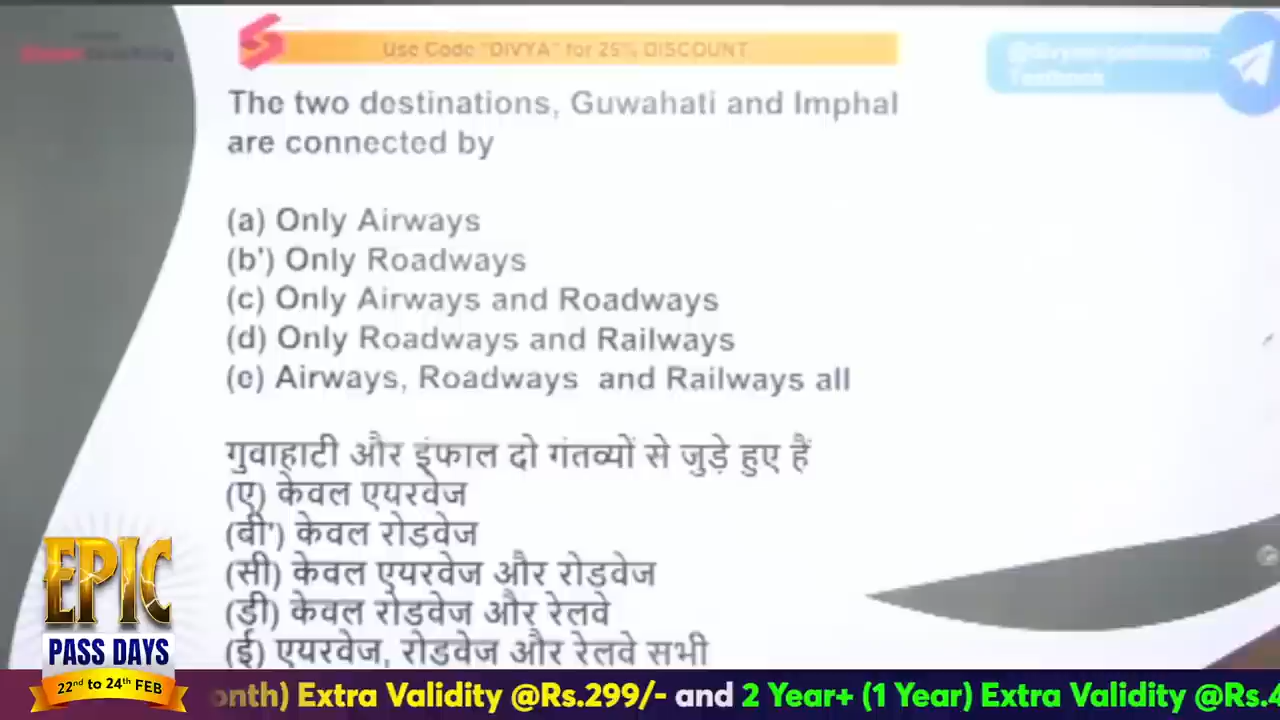 Use Code "DIVYA" for 25% DISCOUNT
The two destinations, Guwahati and Imphal
are connected by
(a) Only Airways
(b') Only Roadways
(c) Only Airways and Roadways
(d) Only Roadways and Railways
(e) Airways, Roadways and Railways all
गुवाहाटी और इंफाल दो गंतव्यों से जुड़े हुए हैं
(ए) केवल एयरवेज
(बी') केवल रोडवेज
(सी) केवल एयरवेज और रोडवेज
(डी) केवल रोडवेज और रेलवे
(ई) एयरवेज, रोडवेज और रेलवे सभी
EPIC
PASS DAYS
22nd to 24th FEB
onth) Extra Validity @Rs.299/- and 2 Year+ (1 Year) Extra Validity @Rs.4